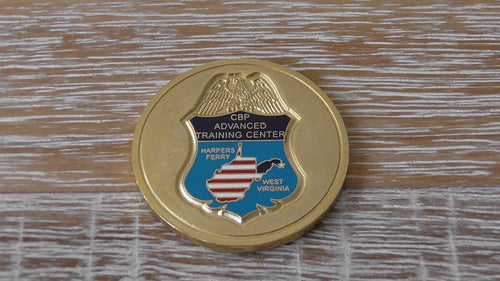 CBP
ADVANCED
TRAINING CENTER
HARPERS
FERRY
WEST
VIRGINIA